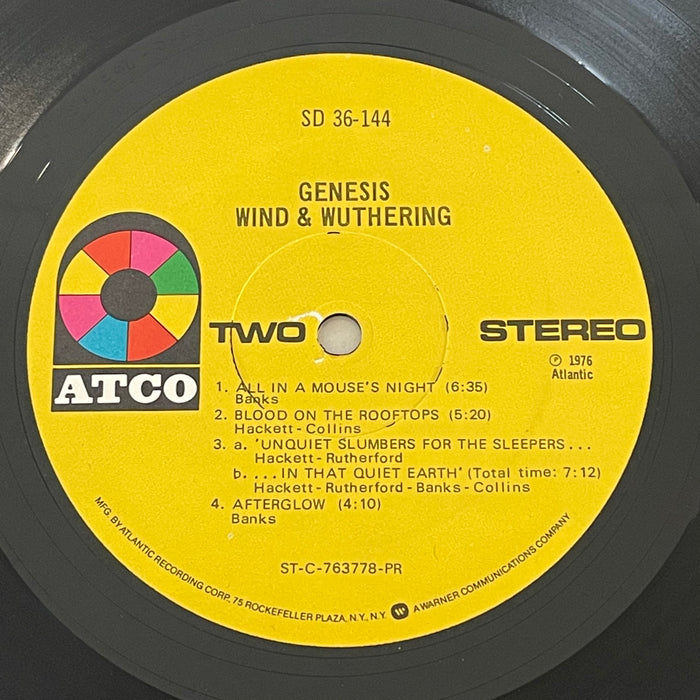 SD 36-144
GENESIS
WIND & WUTHERING
ATCO
TWO
STEREO
℗ 1976
Atlantic
1. ALL IN A MOUSE'S NIGHT (6:35)
Banks
2. BLOOD ON THE ROOFTOPS (5:20)
Hackett-Collins
3. a. 'UNQUIET SLUMBERS FOR THE SLEEPERS...
Hackett-Rutherford
b. ...IN THAT QUIET EARTH' (Total time: 7:12)
Hackett-Rutherford-Banks-Collins
4. AFTERGLOW (4:10)
Banks
ST-C-763778-PR
MFG. BY ATLANTIC RECORDING CORP. 75 ROCKEFELLER PLAZA, N.Y., N.Y. W A WARNER COMMUNICATIONS COMPANY